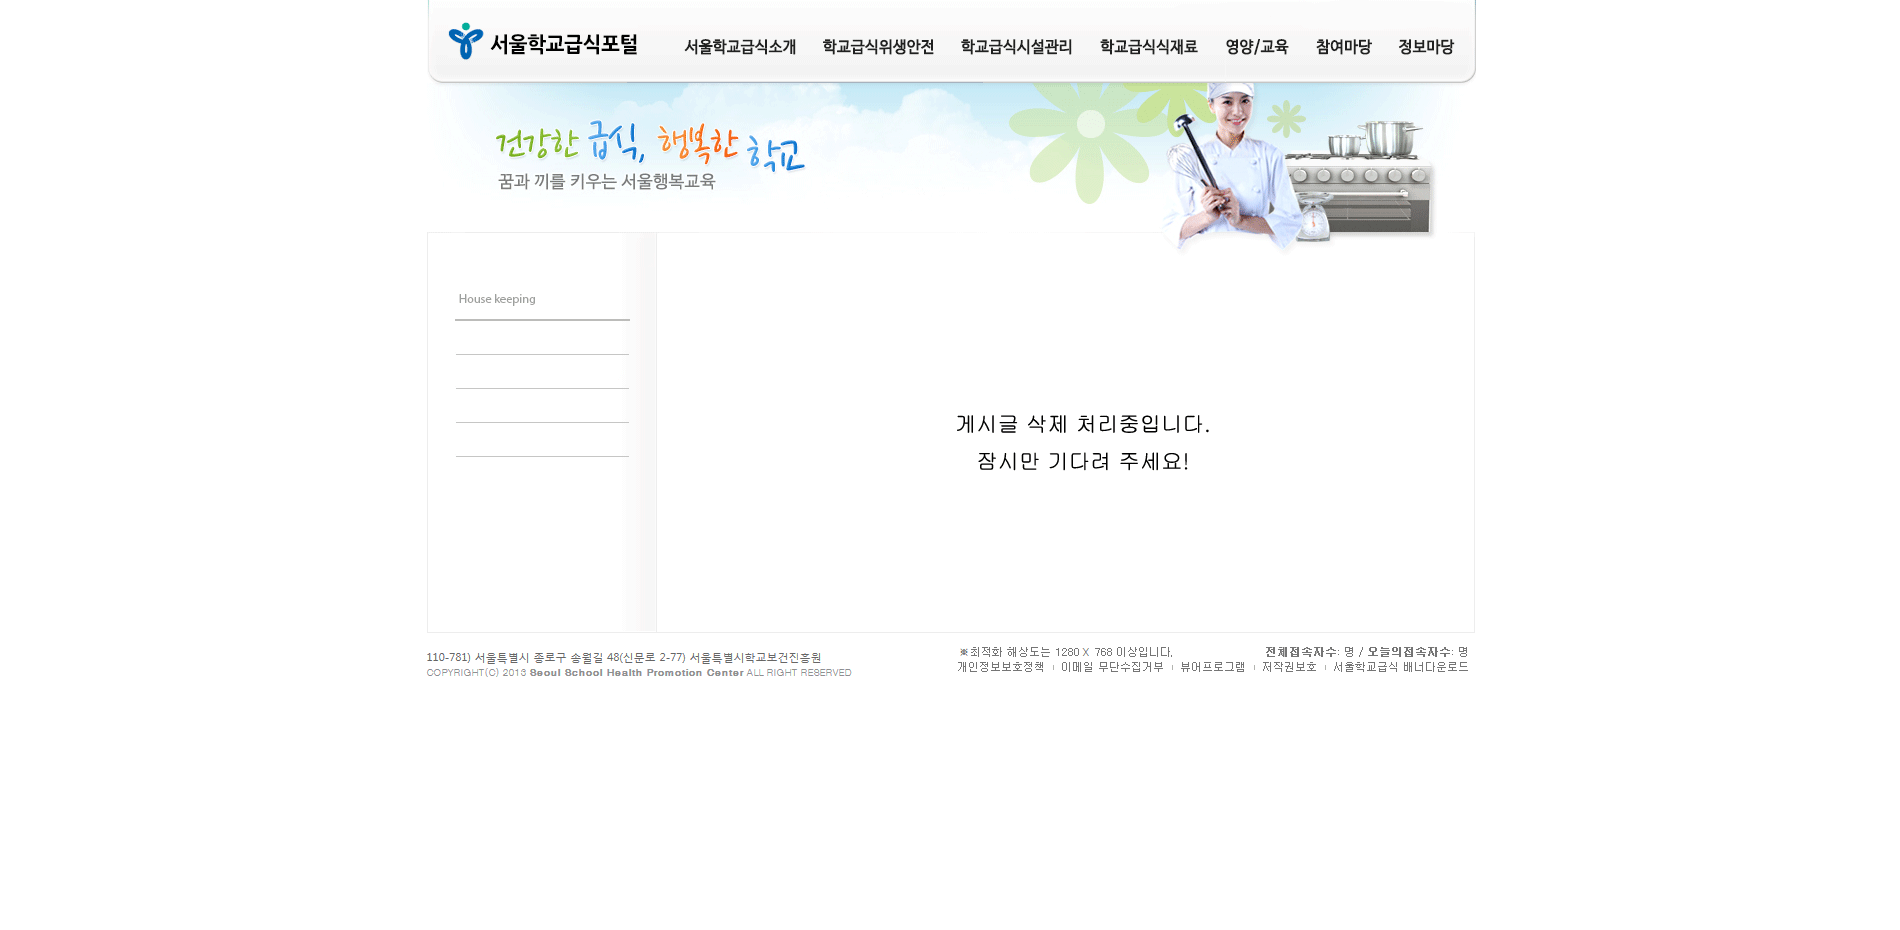 서울학교급식포털
서울학교급식소개 학교급식위생안전 학교급식시설관리 학교급식식재료 영양/교육 참여마당 정보마당
건강한 급식, 행복한 학교
꿈과 끼를 키우는 서울행복교육
House keeping
게시글 삭제 처리중입니다.
잠시만 기다려 주세요!
110-781) 서울특별시 종로구 송월길 48(신문로 2-77) 서울특별시학교보건진흥원
COPYRIGHT(C) 2013 Seoul School Health Promotion Center ALL RIGHT RESERVED
※최적화 해상도는 1280 X 768 이상입니다. 전체접속자수: 명 / 오늘의접속자수: 명
개인정보보호정책 | 이메일 무단수집거부 | 뷰어프로그램 | 저작권보호 | 서울학교급식 배너다운로드